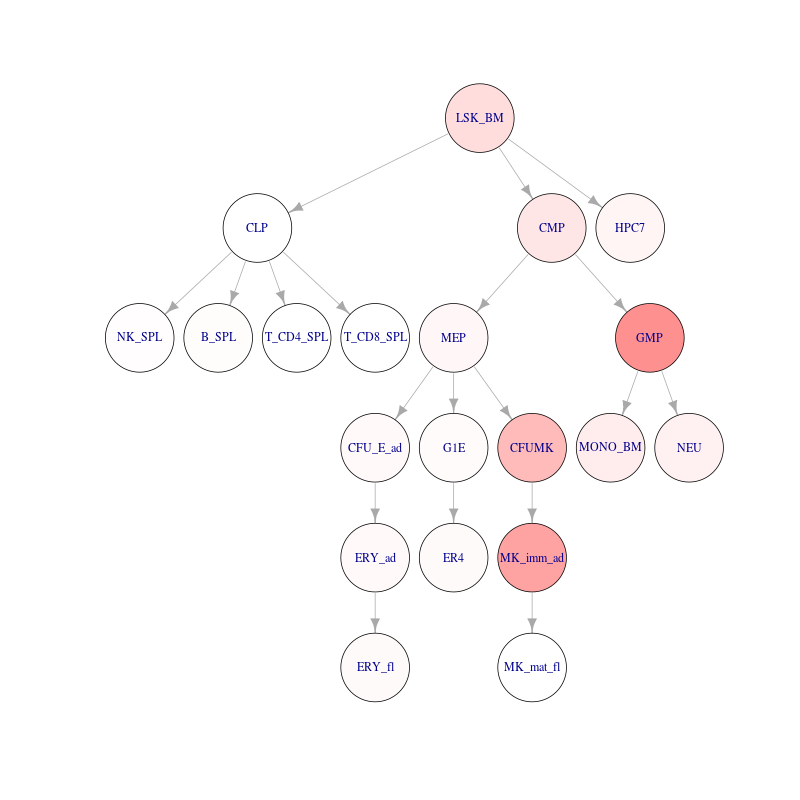 LSK_BM
CLP
CMP
HPC7
NK_SPL
B_SPL
T_CD4_SPL
T_CD8_SPL
MEP
GMP
CFU_E_ad
G1E
CFUMK
MONO_BM
NEU
ERY_ad
ER4
MK_imm_ad
ERY_fl
MK_mat_fl